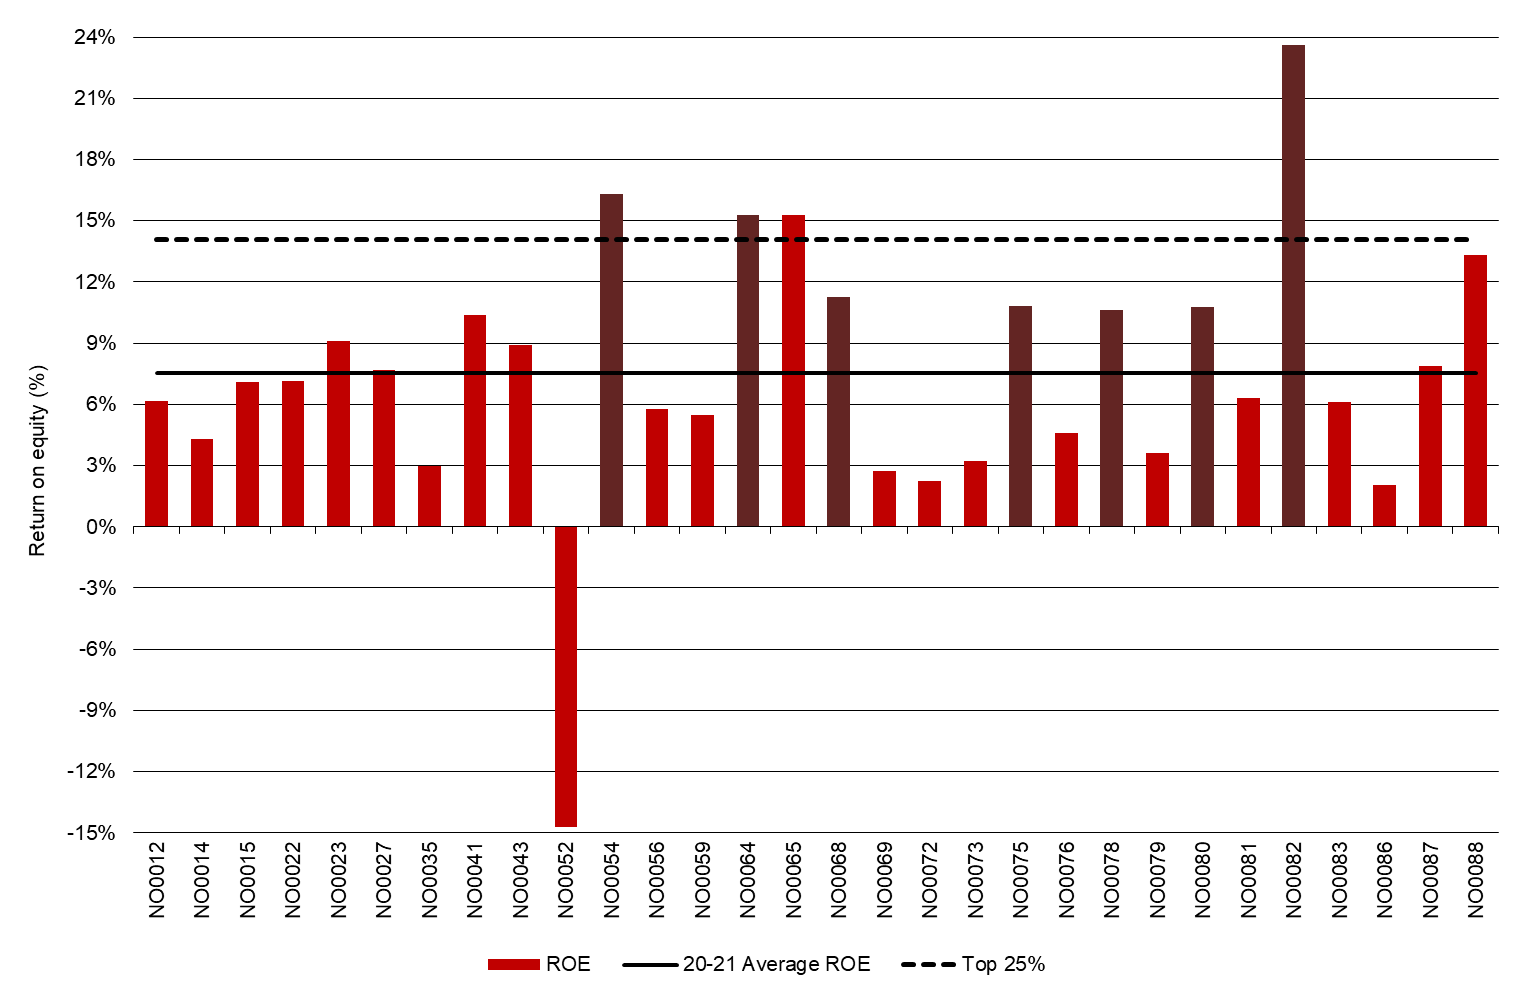 24%
21%
18%
15%
12%
9%
6%
3%
0%
-3%
-6%
-9%
-12%
-15%
Return on equity (%)
NO0012
NO0014
NO0015
NO0022
NO0023
NO0027
NO0035
NO0041
NO0043
NO0052
NO0054
NO0056
NO0059
NO0064
NO0065
NO0068
NO0069
NO0072
NO0073
NO0075
NO0076
NO0078
NO0079
NO0080
NO0081
NO0082
NO0083
NO0086
NO0087
NO0088
ROE
20-21 Average ROE
Top 25%